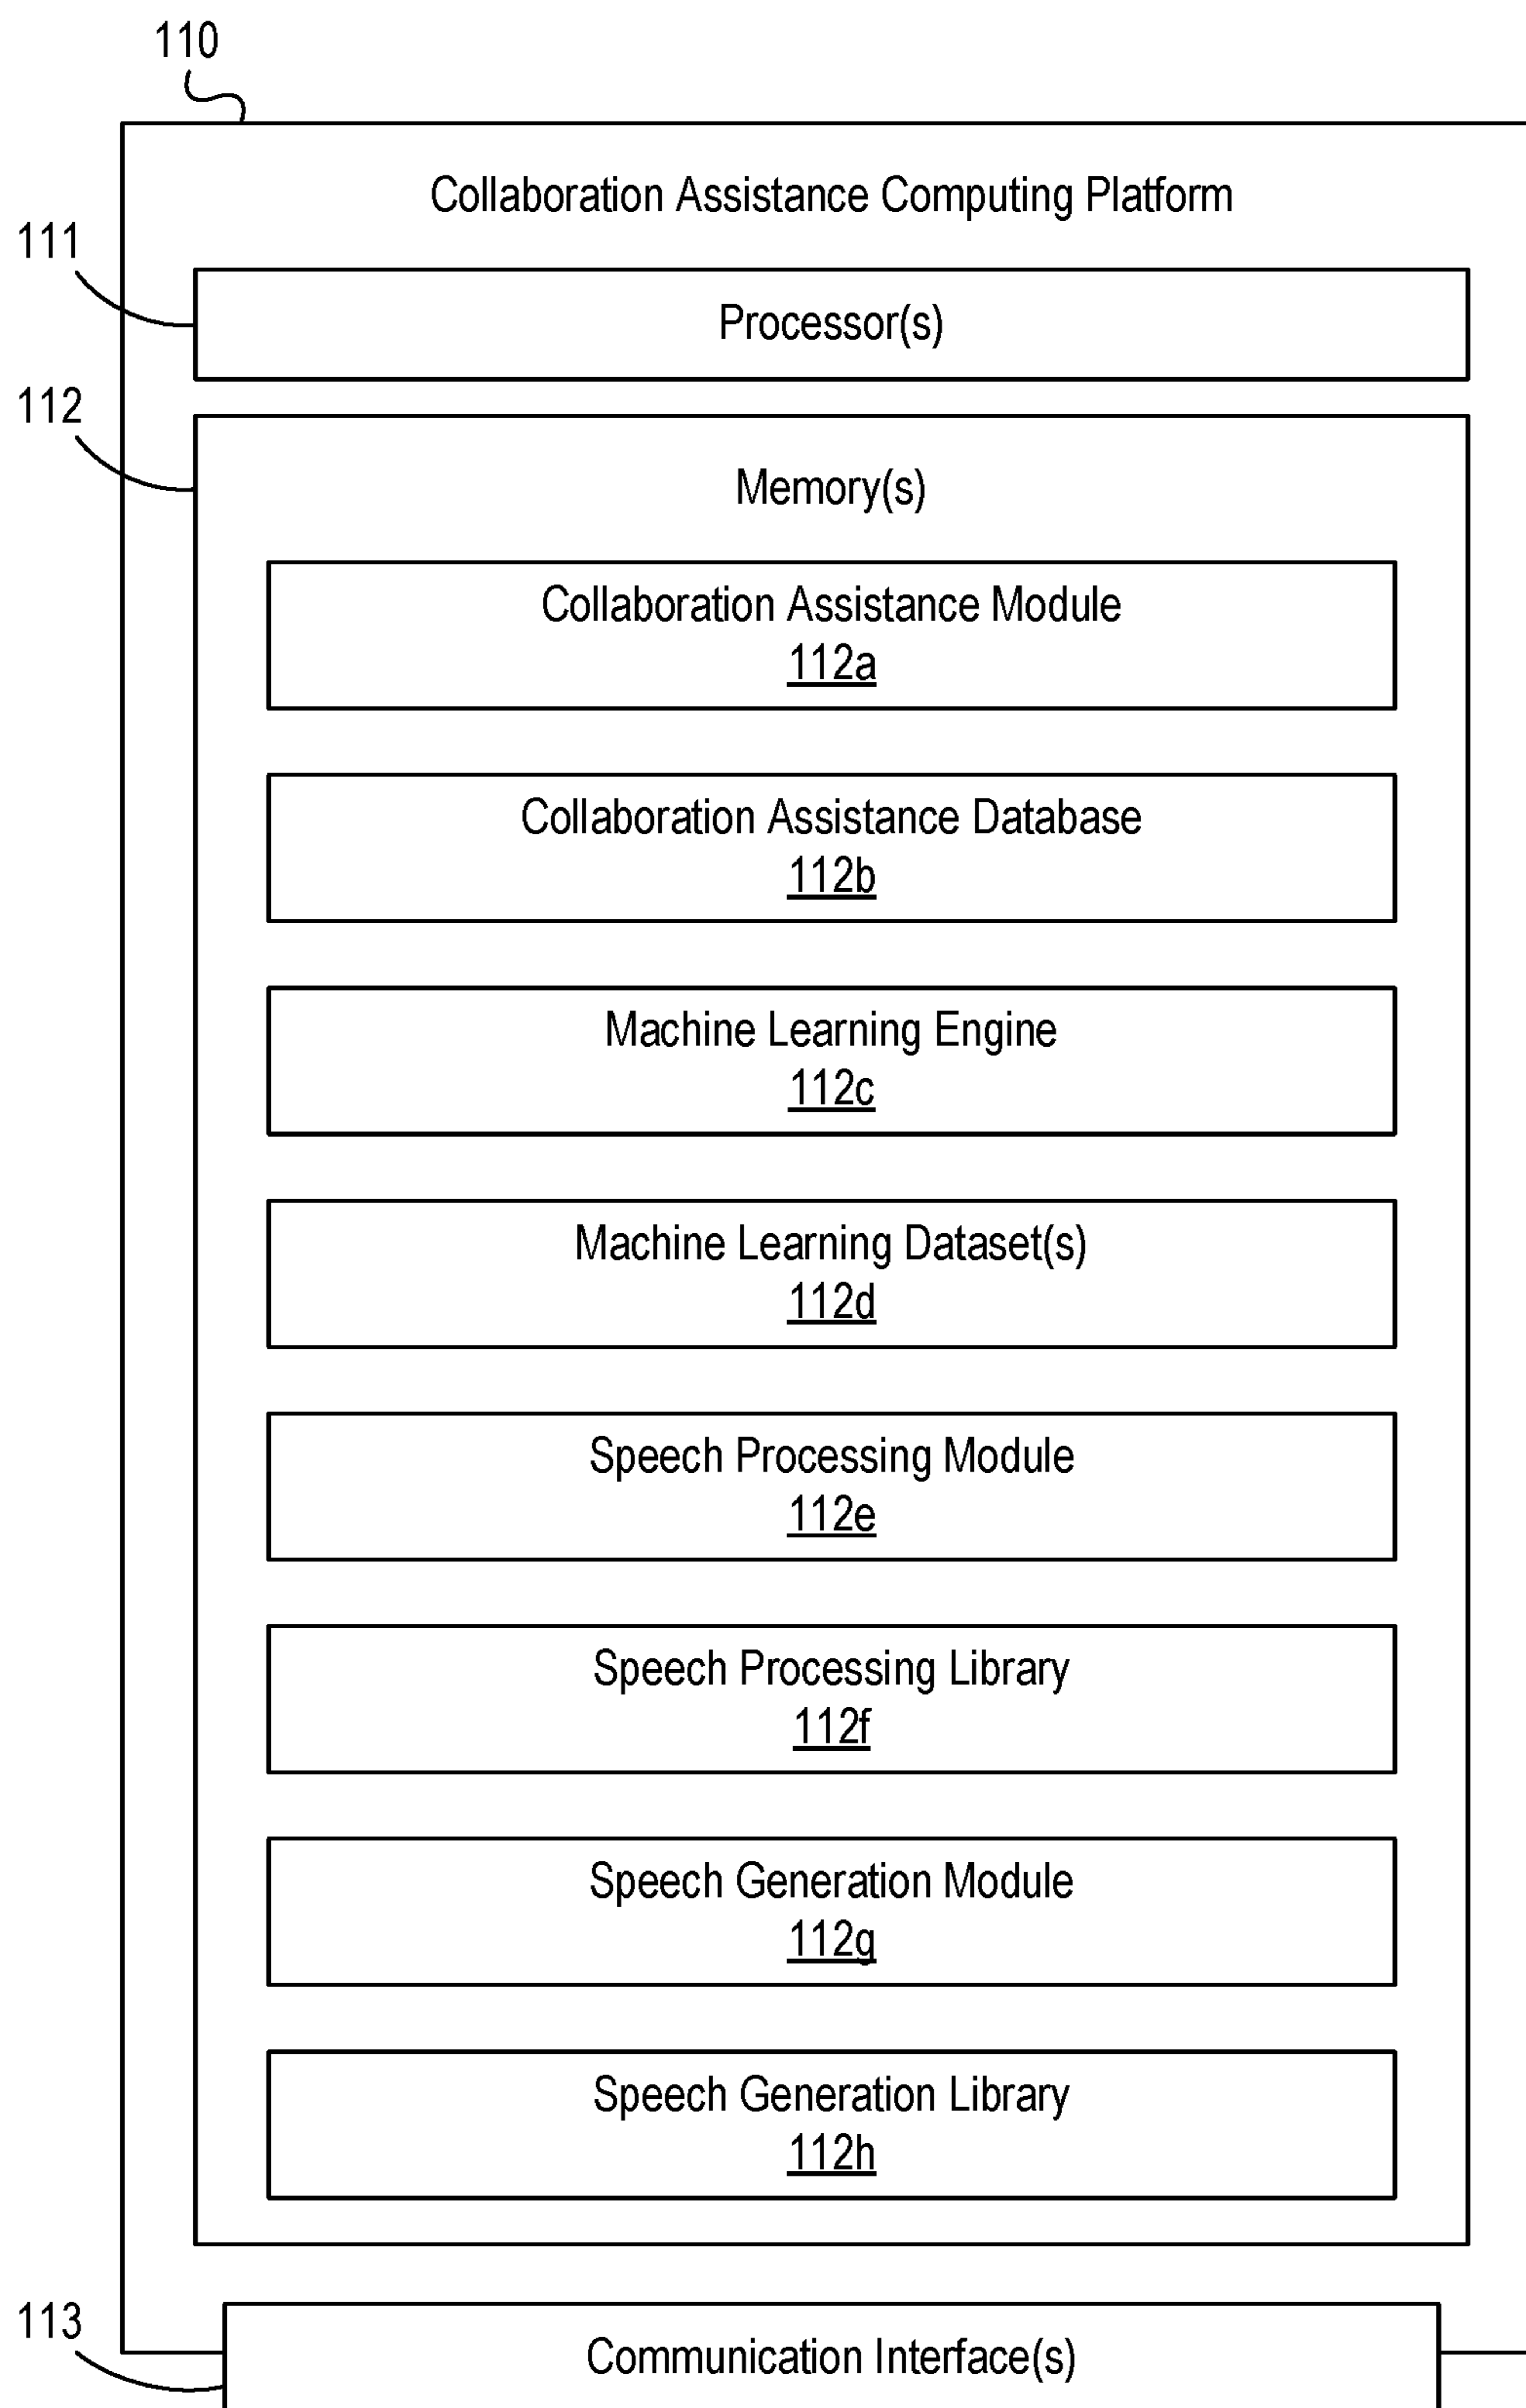 110
Collaboration Assistance Computing Platform
111
Processor(s)
112
Memory(s)
Collaboration Assistance Module
112a
Collaboration Assistance Database
112b
Machine Learning Engine
112c
Machine Learning Dataset(s)
112d
Speech Processing Module
112e
Speech Processing Library
112f
Speech Generation Module
112g
Speech Generation Library
112h
113
Communication Interface(s)